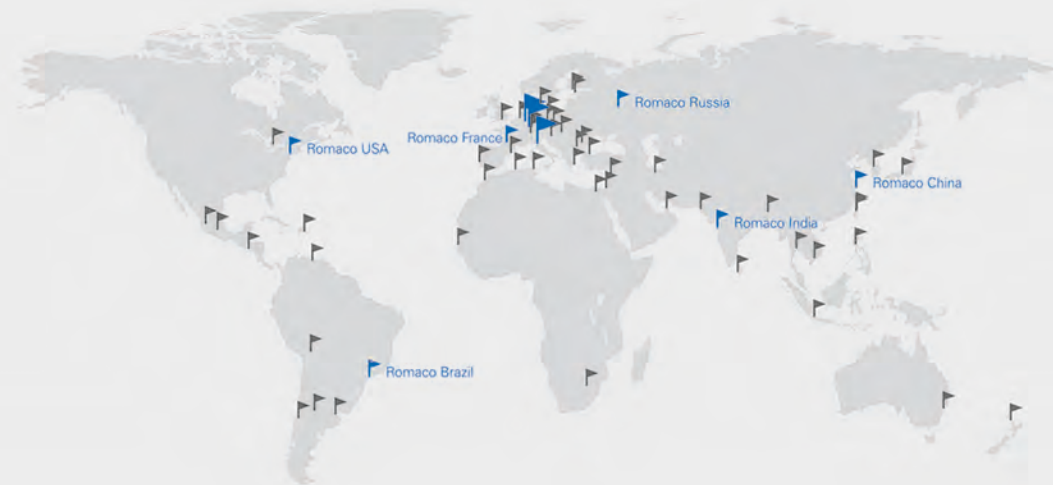 Romaco Russia
Romaco France
Romaco USA
Romaco China
Romaco India
Romaco Brazil